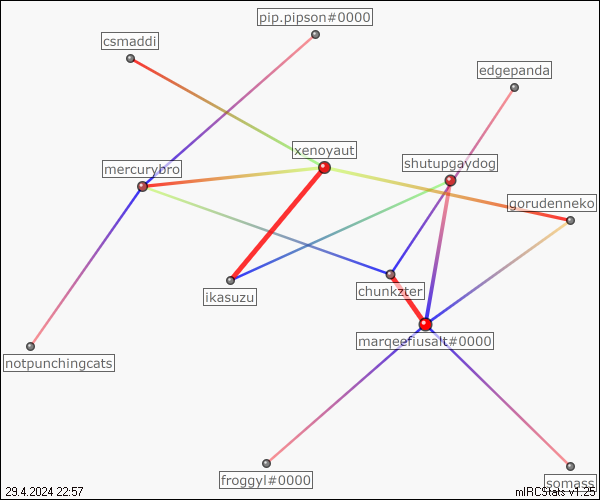 pip.pipson#0000
csmaddi
edgepanda
xenoyaut
shutupgaydog
mercurybro
gorudenneko
chunkzter
ikasuzu
marqeefiusalt#0000
notpunchingcats
froggyl#0000
somass
29.4.2024 22:57
mIRCStats v1.25